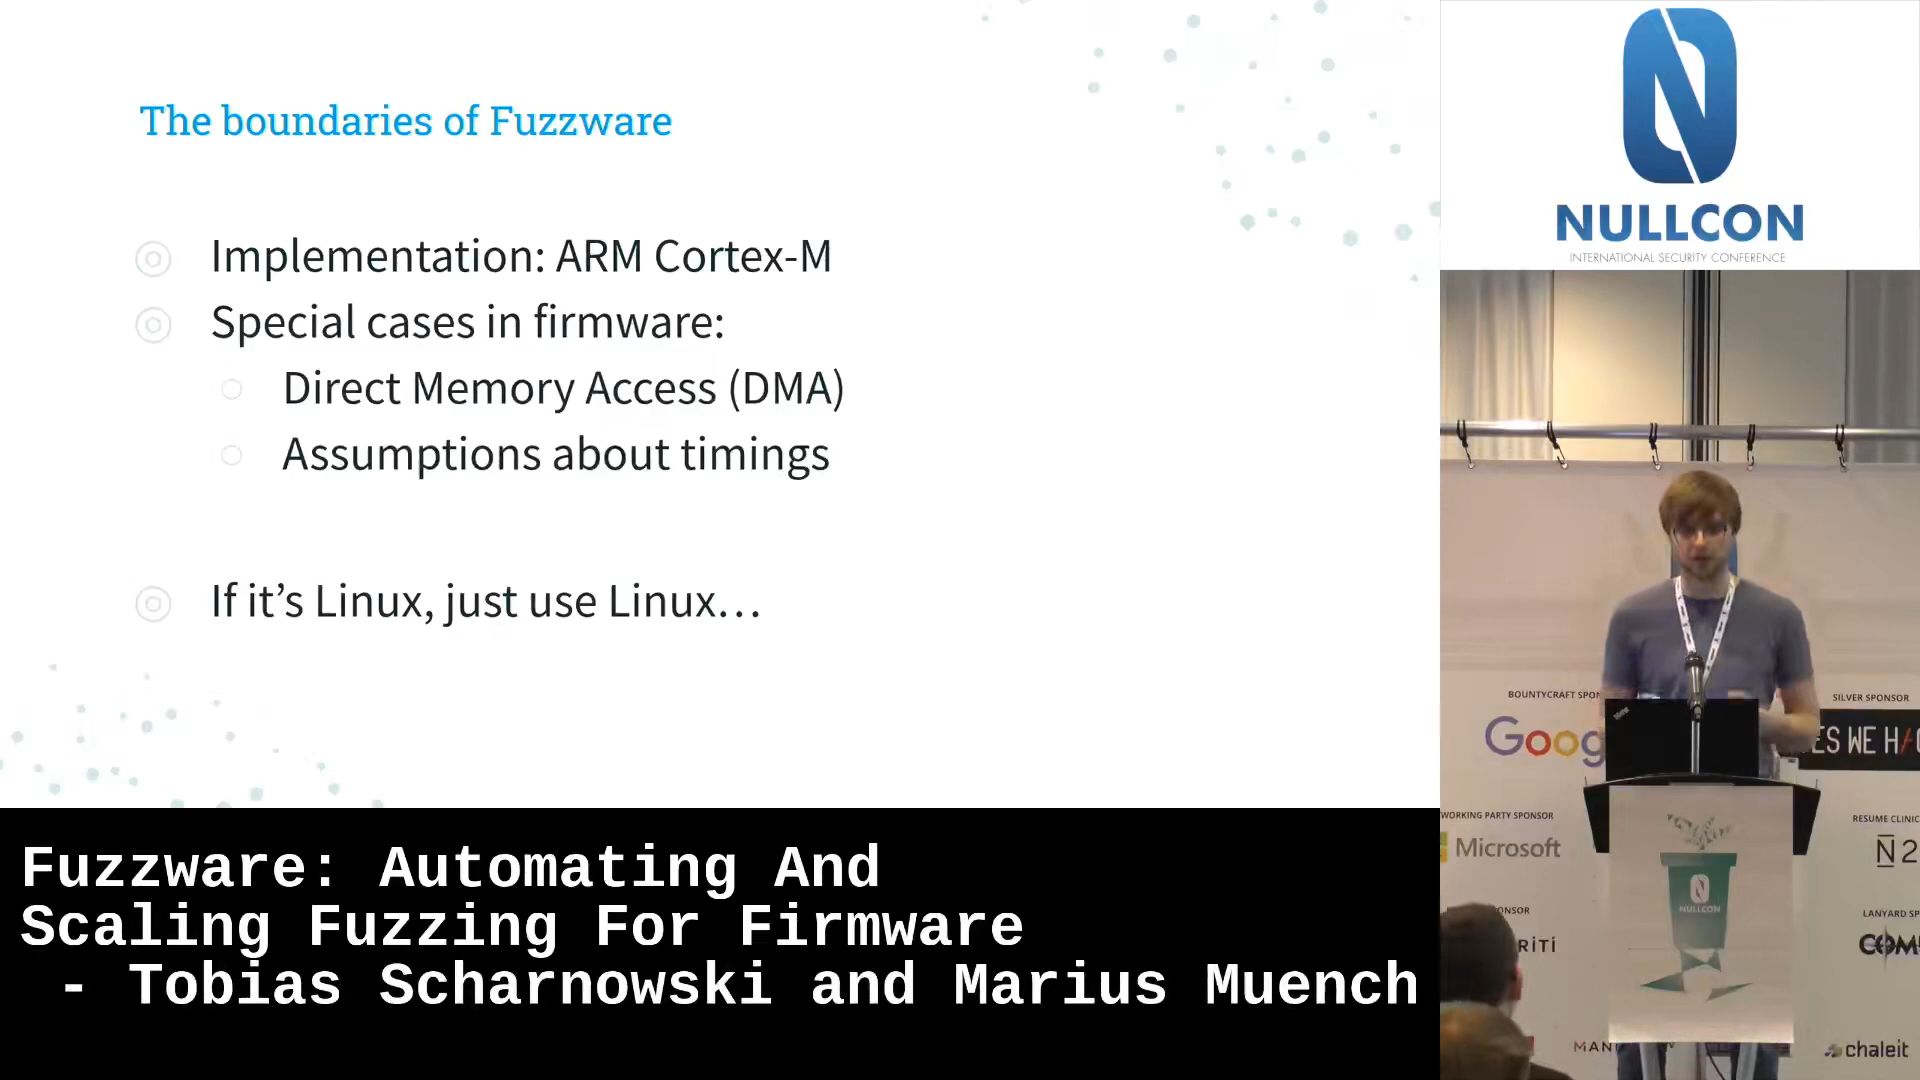 The boundaries of Fuzzware
Implementation: ARM Cortex-M
Special cases in firmware:
Direct Memory Access (DMA)
Assumptions about timings
If it’s Linux, just use Linux…
Fuzzware: Automating And
Scaling Fuzzing For Firmware
- Tobias Scharnowski and Marius Muench
NULLCON
INTERNATIONAL SECURITY CONFERENCE
BOUNTYCRAFT SPON
SILVER SPONSOR
Goog
ES WE H/
WORKING PARTY SPONSOR
RESUME CLINIC
Microsoft
N2
NULLCON
ONSOR
LANYARD SP
RiTi
COM
MAN
chaleit